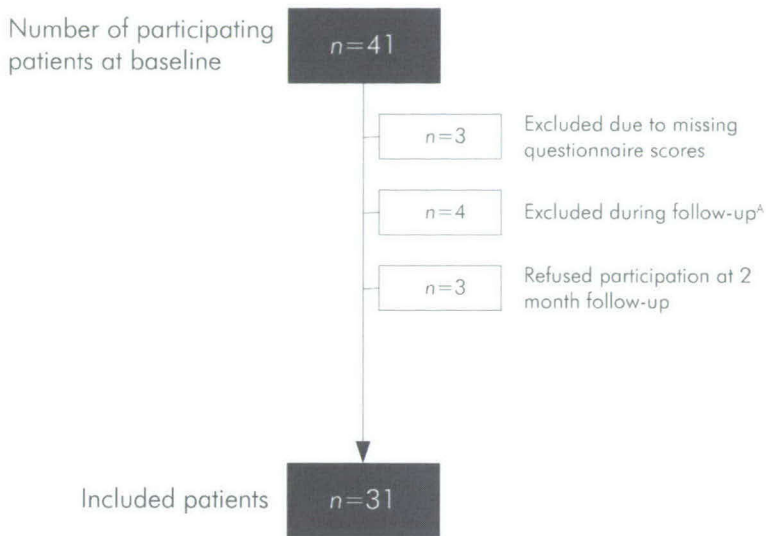 Number of participating
patients at baseline
n=41
n=3
Excluded due to missing
questionnaire scores
n=4
Excluded during follow-upᴬ
n=3
Refused participation at 2
month follow-up
Included patients
n=31